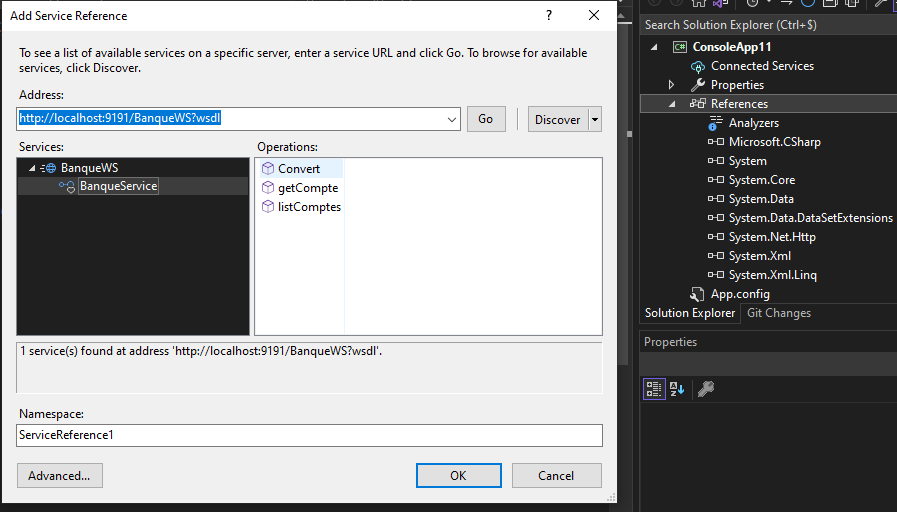 Add Service Reference
?
To see a list of available services on a specific server, enter a service URL and click Go. To browse for available
services, click Discover.
Address:
http://localhost:9191/BanqueWS?wsdl
Go
Discover
Services:
Operations:
BanqueWS
BanqueService
Convert
getCompte
listComptes
1 service(s) found at address 'http://localhost:9191/BanqueWS?wsdl'.
Namespace:
ServiceReference1
Advanced...
OK
Cancel
Search Solution Explorer (Ctrl+$)
C# ConsoleApp11
Connected Services
Properties
References
Analyzers
Microsoft.CSharp
System
System.Core
System.Data
System.Data.DataSetExtensions
System.Net.Http
System.Xml
System.Xml.Linq
App.config
Solution Explorer
Git Changes
Properties